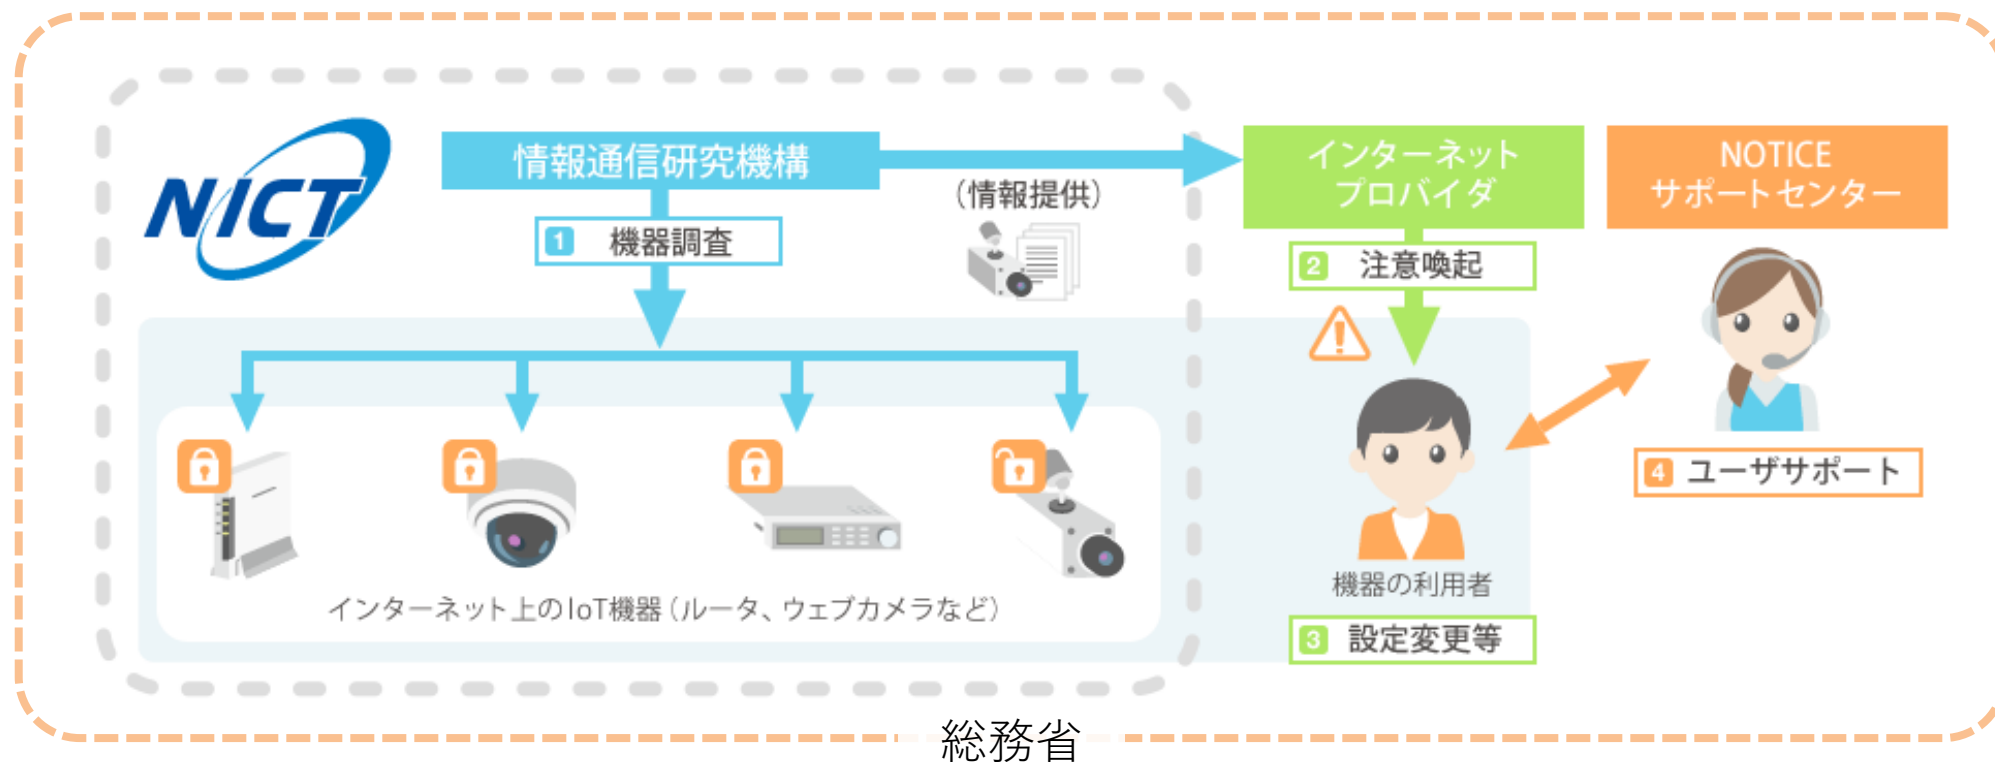 NICT
情報通信研究機構
1 機器調査
（情報提供）
インターネット
プロバイダ
2 注意喚起
NOTICE
サポートセンター
4 ユーザサポート
インターネット上のIoT機器（ルータ、ウェブカメラなど）
機器の利用者
3 設定変更等
総務省